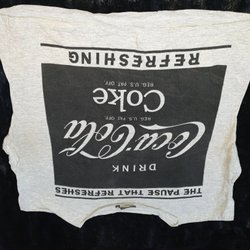 THE PAUSE THAT REFRESHES
DRINK
Coca-Cola
REG. U.S. PAT OFF.
Coke
REG. U.S. PAT OFF.
REFRESHING